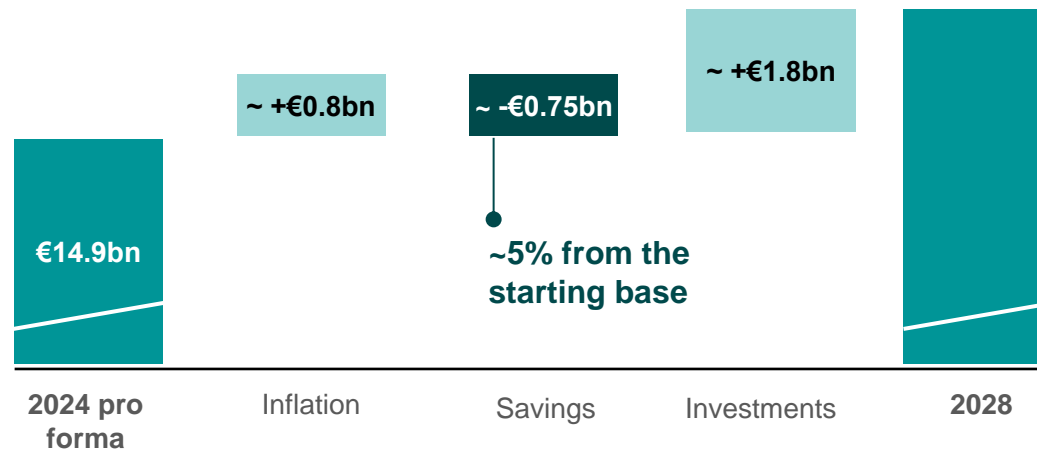 ~ +€0.8bn
~ -€0.75bn
~ +€1.8bn
€14.9bn
~5% from the
starting base
2024 pro
forma
Inflation
Savings
Investments
2028